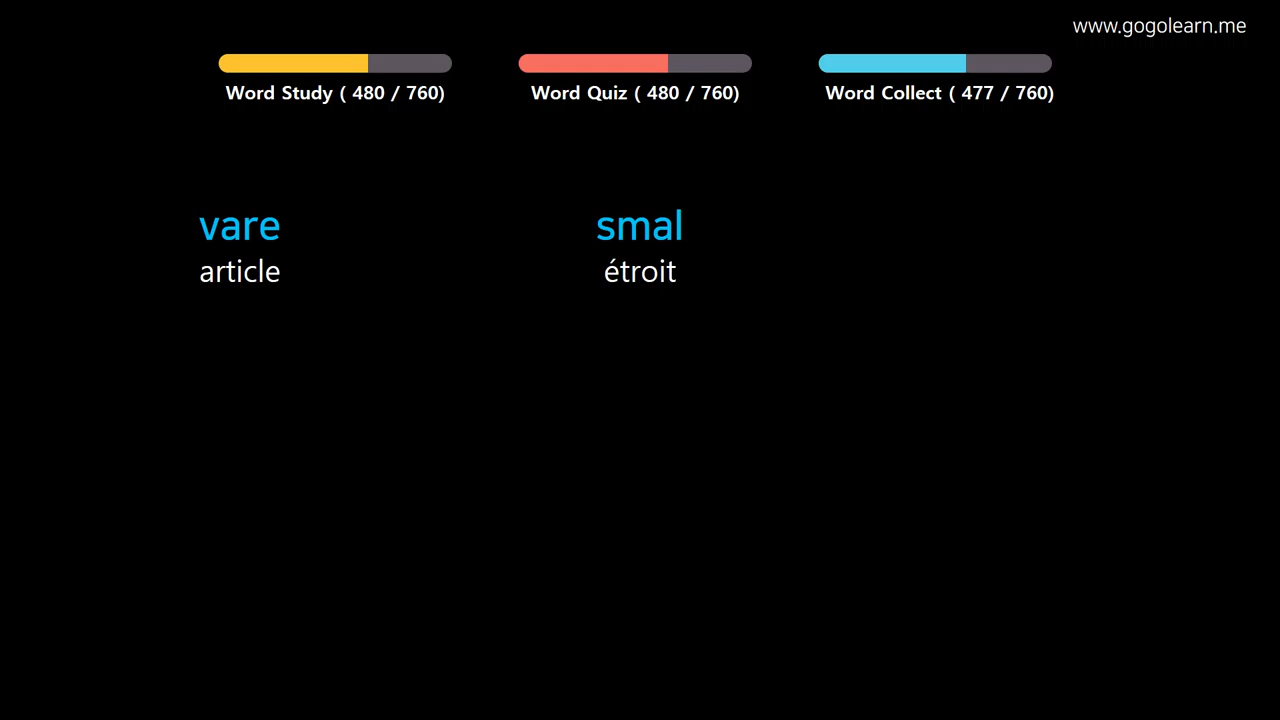 www.gogolearn.me
Word Study ( 480 / 760)
Word Quiz ( 480 / 760)
Word Collect ( 477 / 760)
vare
article
smal
étroit